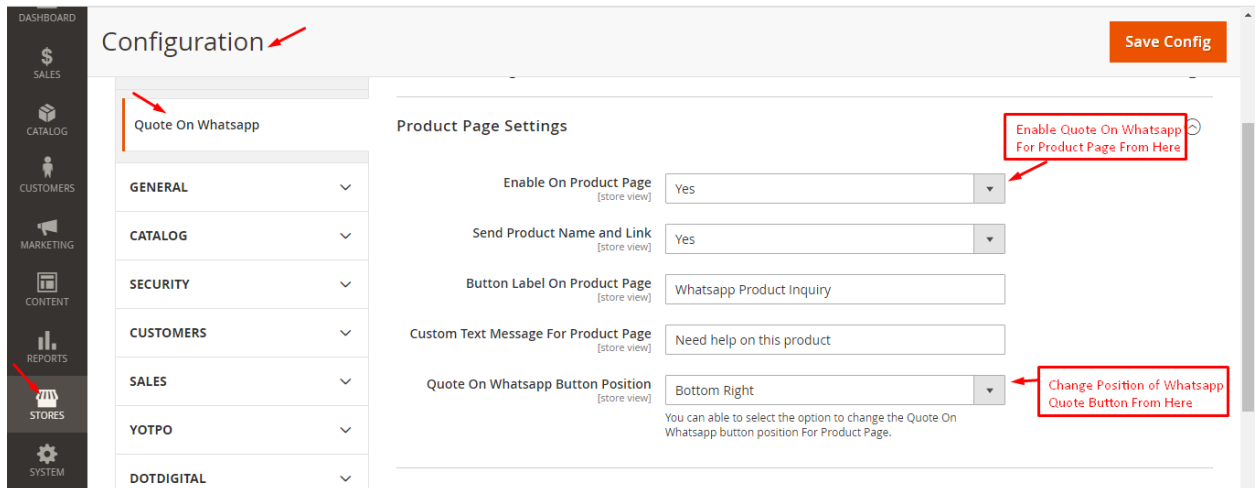 DASHBOARD
SALES
CATALOG
CUSTOMERS
MARKETING
CONTENT
REPORTS
STORES
SYSTEM
Configuration
Save Config
Quote On Whatsapp
GENERAL
CATALOG
SECURITY
CUSTOMERS
SALES
YOTPO
DOTDIGITAL
Product Page Settings
Enable Quote On Whatsapp
For Product Page From Here
Enable On Product Page
[store view]
Yes
Send Product Name and Link
[store view]
Yes
Button Label On Product Page
[store view]
Whatsapp Product Inquiry
Custom Text Message For Product Page
[store view]
Need help on this product
Quote On Whatsapp Button Position
[store view]
Bottom Right
You can able to select the option to change the Quote On
Whatsapp button position For Product Page.
Change Position of Whatsapp
Quote Button From Here